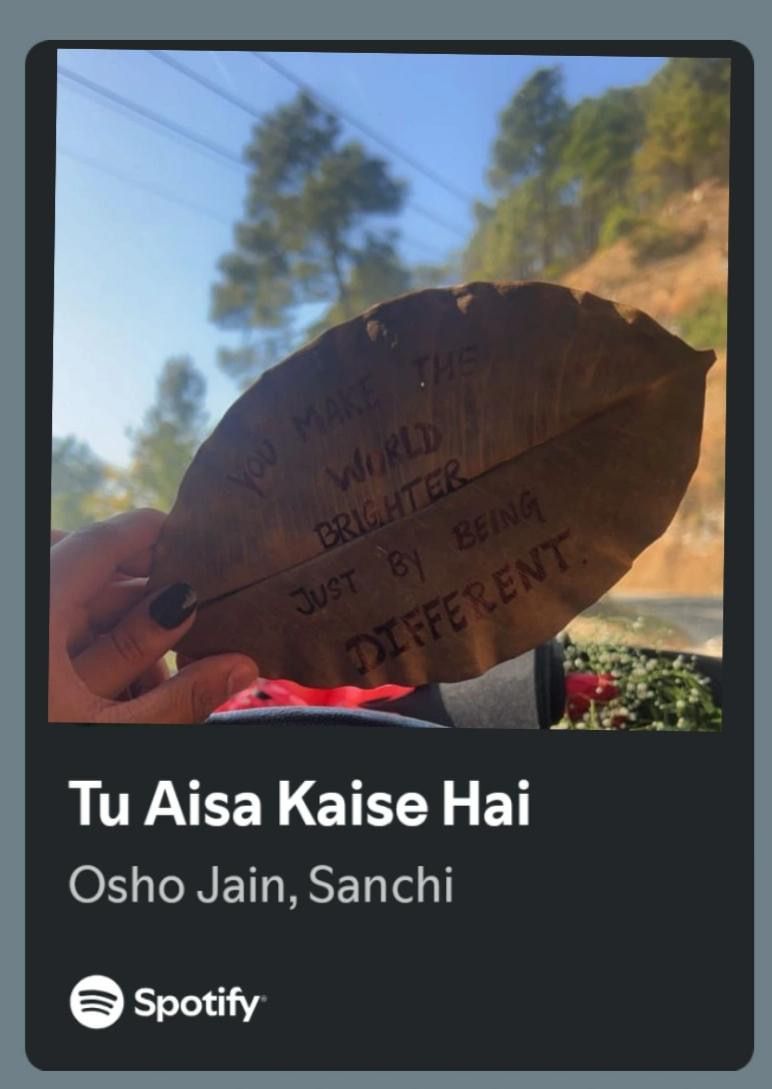 YOU MAKE THE
WORLD
BRIGHTER
JUST BY BEING
DIFFERENT.
Tu Aisa Kaise Hai
Osho Jain, Sanchi
Spotify